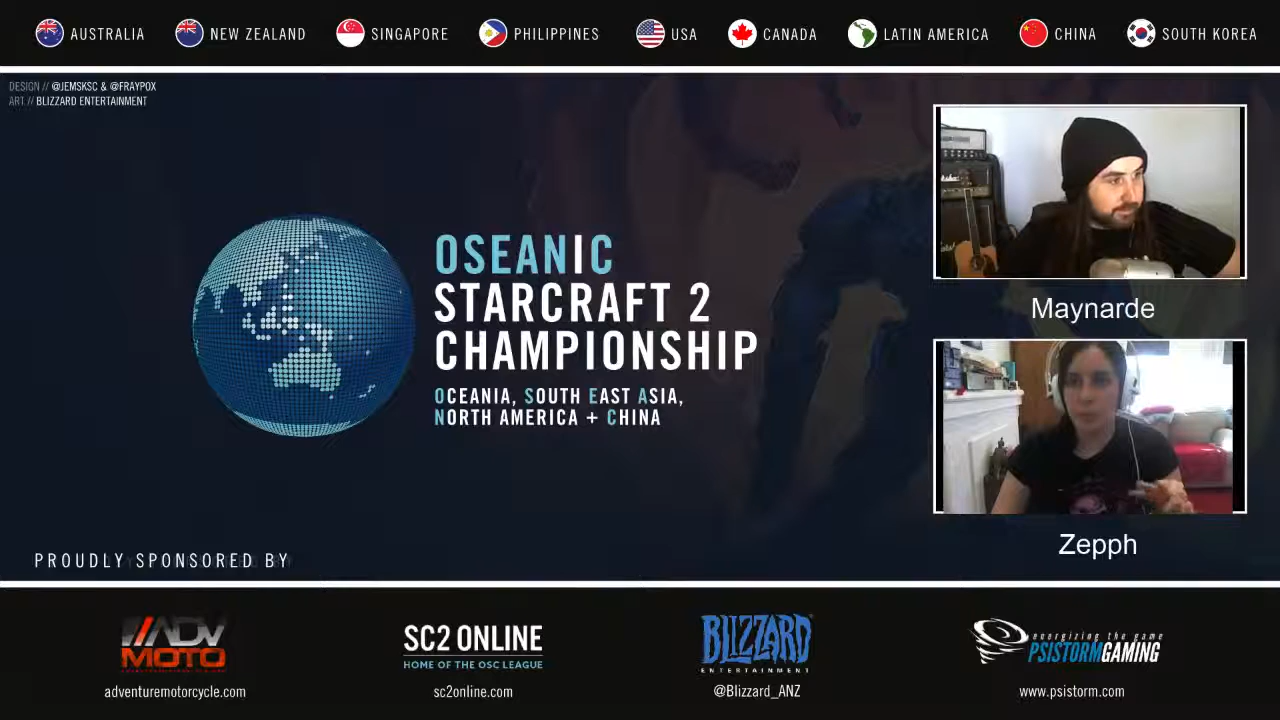 AUSTRALIA
NEW ZEALAND
SINGAPORE
PHILIPPINES
USA
CANADA
LATIN AMERICA
CHINA
SOUTH KOREA
DESIGN // @JEMSKSC & @FRAYPOX
ART // BLIZZARD ENTERTAINMENT
OSEANIC
STARCRAFT 2
CHAMPIONSHIP
OCEANIA, SOUTH EAST ASIA,
NORTH AMERICA + CHINA
Maynarde
Zepph
PROUDLY SPONSORED BY
ADV
MOTO
adventuremotorcycle.com
SC2 ONLINE
HOME OF THE OSC LEAGUE
sc2online.com
BLIZZARD
ENTERTAINMENT
@Blizzard_ANZ
energizing the game
PSISTORMGAMING
www.psistorm.com